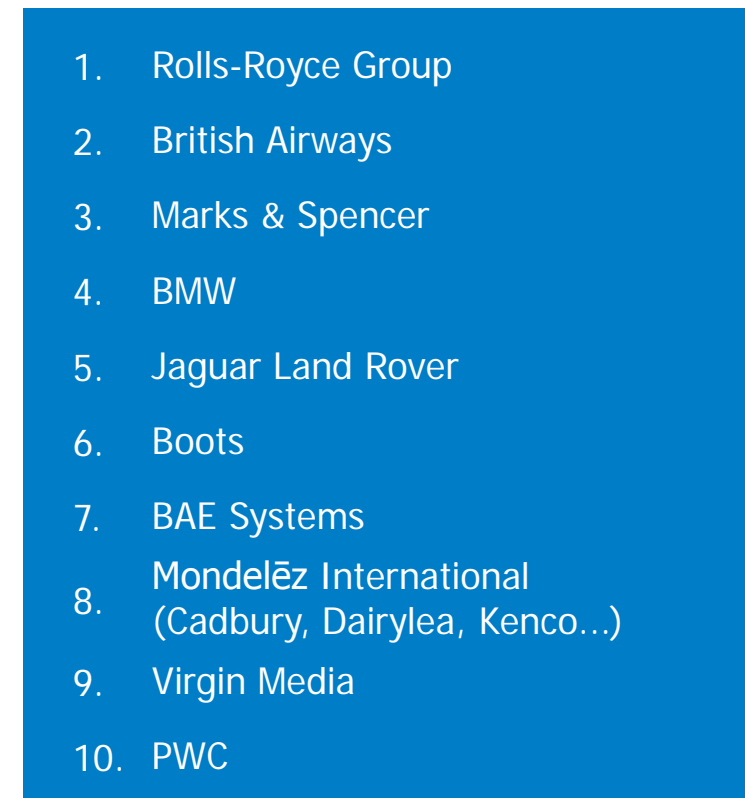 1. Rolls-Royce Group
2. British Airways
3. Marks & Spencer
4. BMW
5. Jaguar Land Rover
6. Boots
7. BAE Systems
8. Mondelēz International
(Cadbury, Dairylea, Kenco...)
9. Virgin Media
10. PWC